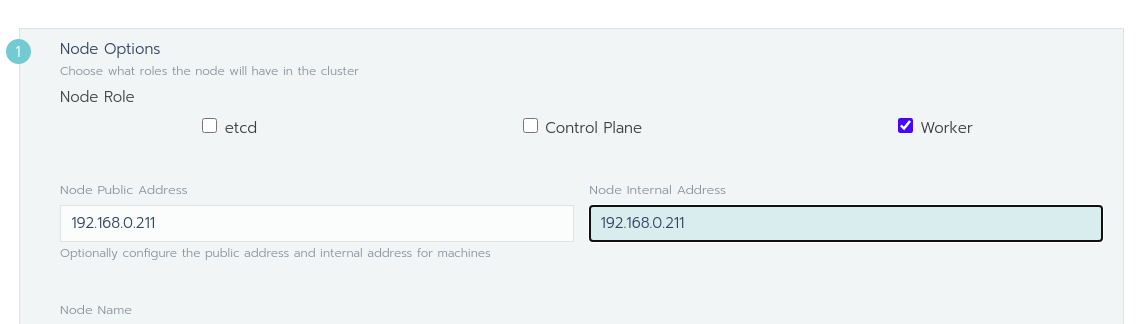 1
Node Options
Choose what roles the node will have in the cluster
Node Role
etcd Control Plane Worker
Node Public Address Node Internal Address
192.168.0.211 192.168.0.211
Optionally configure the public address and internal address for machines
Node Name